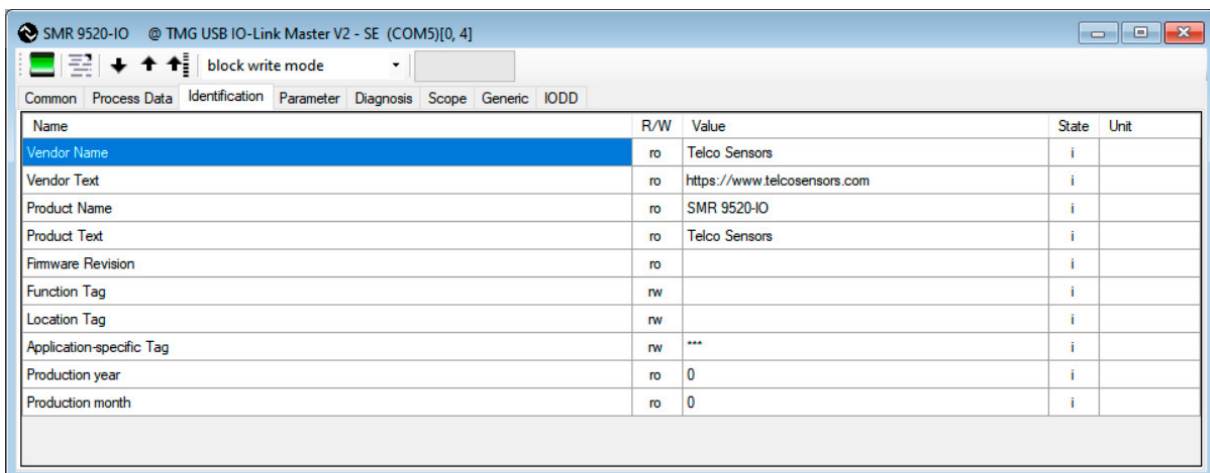 SMR 9520-IO @ TMG USB IO-Link Master V2 - SE (COM5)[0, 4]
block write mode
Common Process Data Identification Parameter Diagnosis Scope Generic IODD
Name R/W Value State Unit
Vendor Name ro Telco Sensors i
Vendor Text ro https://www.telcosensors.com i
Product Name ro SMR 9520-IO i
Product Text ro Telco Sensors i
Firmware Revision ro i
Function Tag rw i
Location Tag rw i
Application-specific Tag rw *** i
Production year ro 0 i
Production month ro 0 i